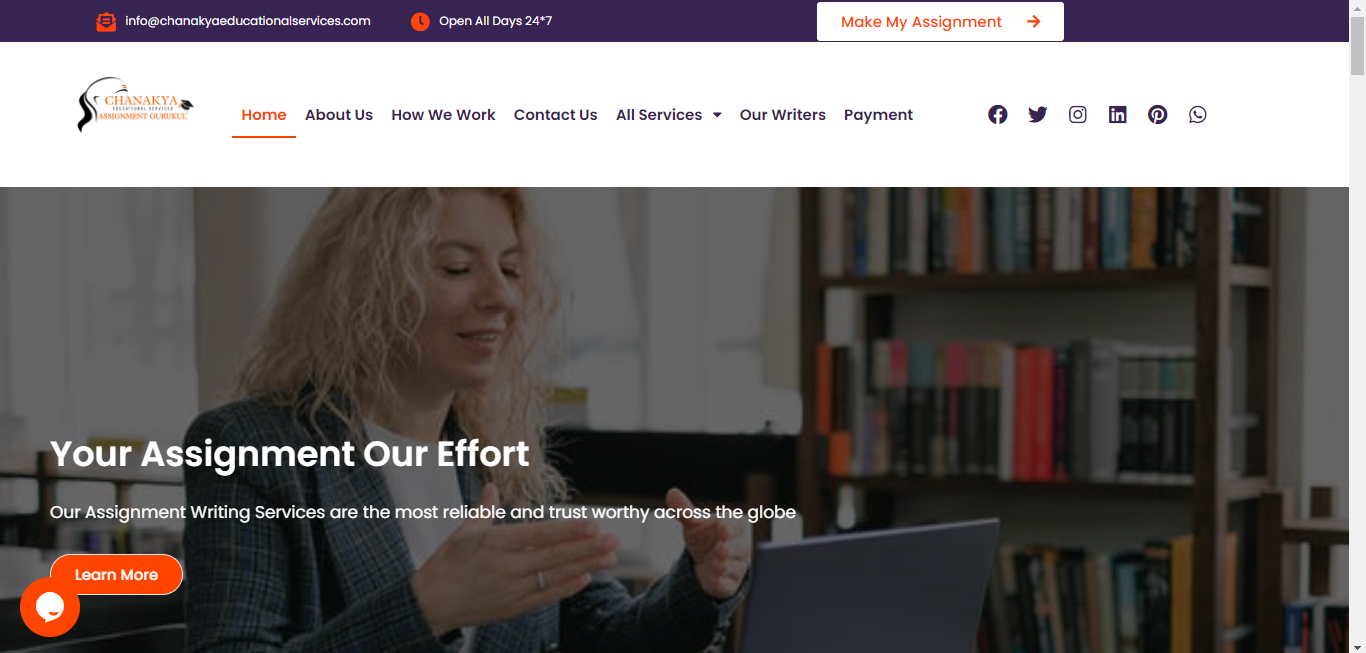 info@chanakyaeducationalservices.com
Open All Days 24*7
Make My Assignment
CHANAKYA
EDUCATIONAL SERVICES
ASSIGNMENT GURUKUL
Home
About Us
How We Work
Contact Us
All Services
Our Writers
Payment
Your Assignment Our Effort
Our Assignment Writing Services are the most reliable and trust worthy across the globe
Learn More